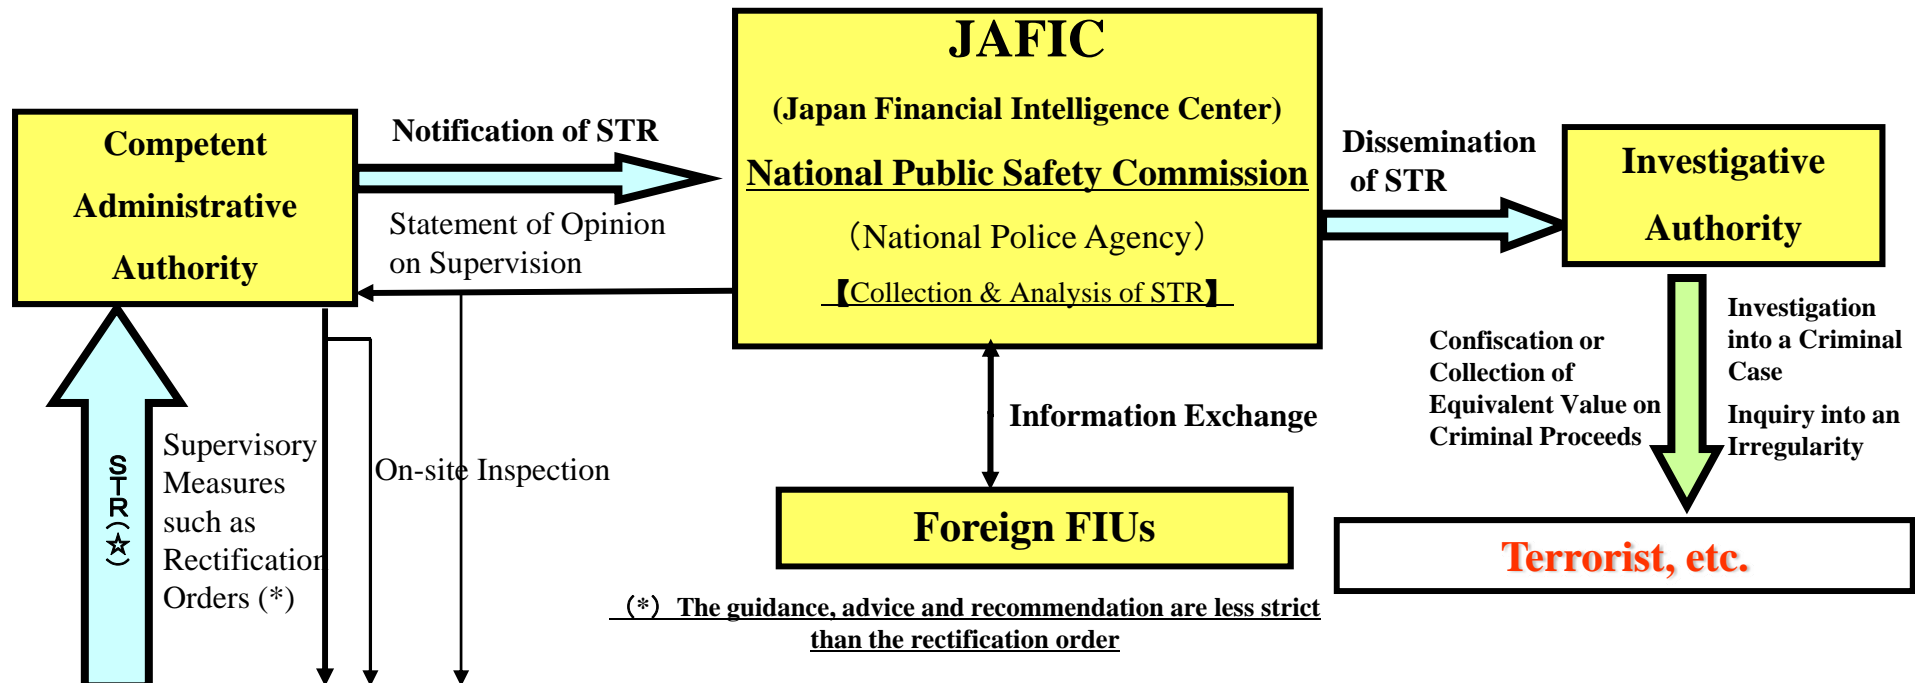 JAFIC
(Japan Financial Intelligence Center)
National Public Safety Commission
（National Police Agency）
【Collection & Analysis of STR】
Competent
Administrative
Authority
Notification of STR
Statement of Opinion
on Supervision
Dissemination
of STR
Investigative
Authority
Investigation
into a Criminal
Case
Inquiry into an
Irregularity
Confiscation or
Collection of
Equivalent Value on
Criminal Proceeds
Information Exchange
STR(☆)
Supervisory
Measures
such as
Rectification
Orders (*)
On-site Inspection
Foreign FIUs
Terrorist, etc.
（*） The guidance, advice and recommendation are less strict
than the rectification order